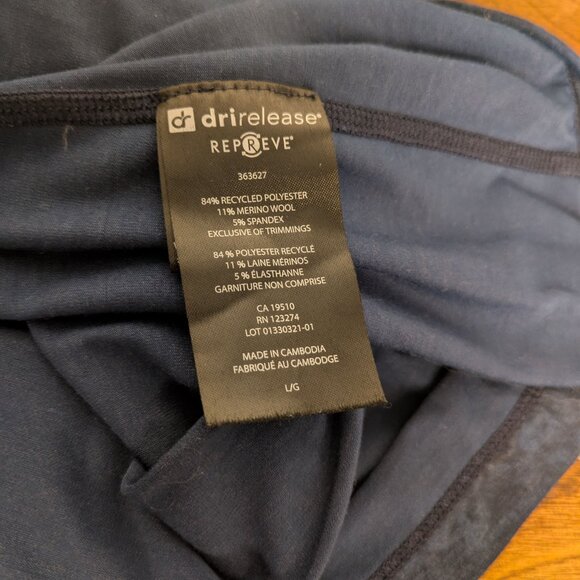 dr drirelease®
REPREVE®
363627
84% RECYCLED POLYESTER
11% MERINO WOOL
5% SPANDEX
EXCLUSIVE OF TRIMMINGS
84 % POLYESTER RECYCLÉ
11 % LAINE MÉRINOS
5 % ÉLASTHANNE
GARNITURE NON COMPRISE
CA 19510
RN 123274
LOT 01330321-01
MADE IN CAMBODIA
FABRIQUÉ AU CAMBODGE
L/G